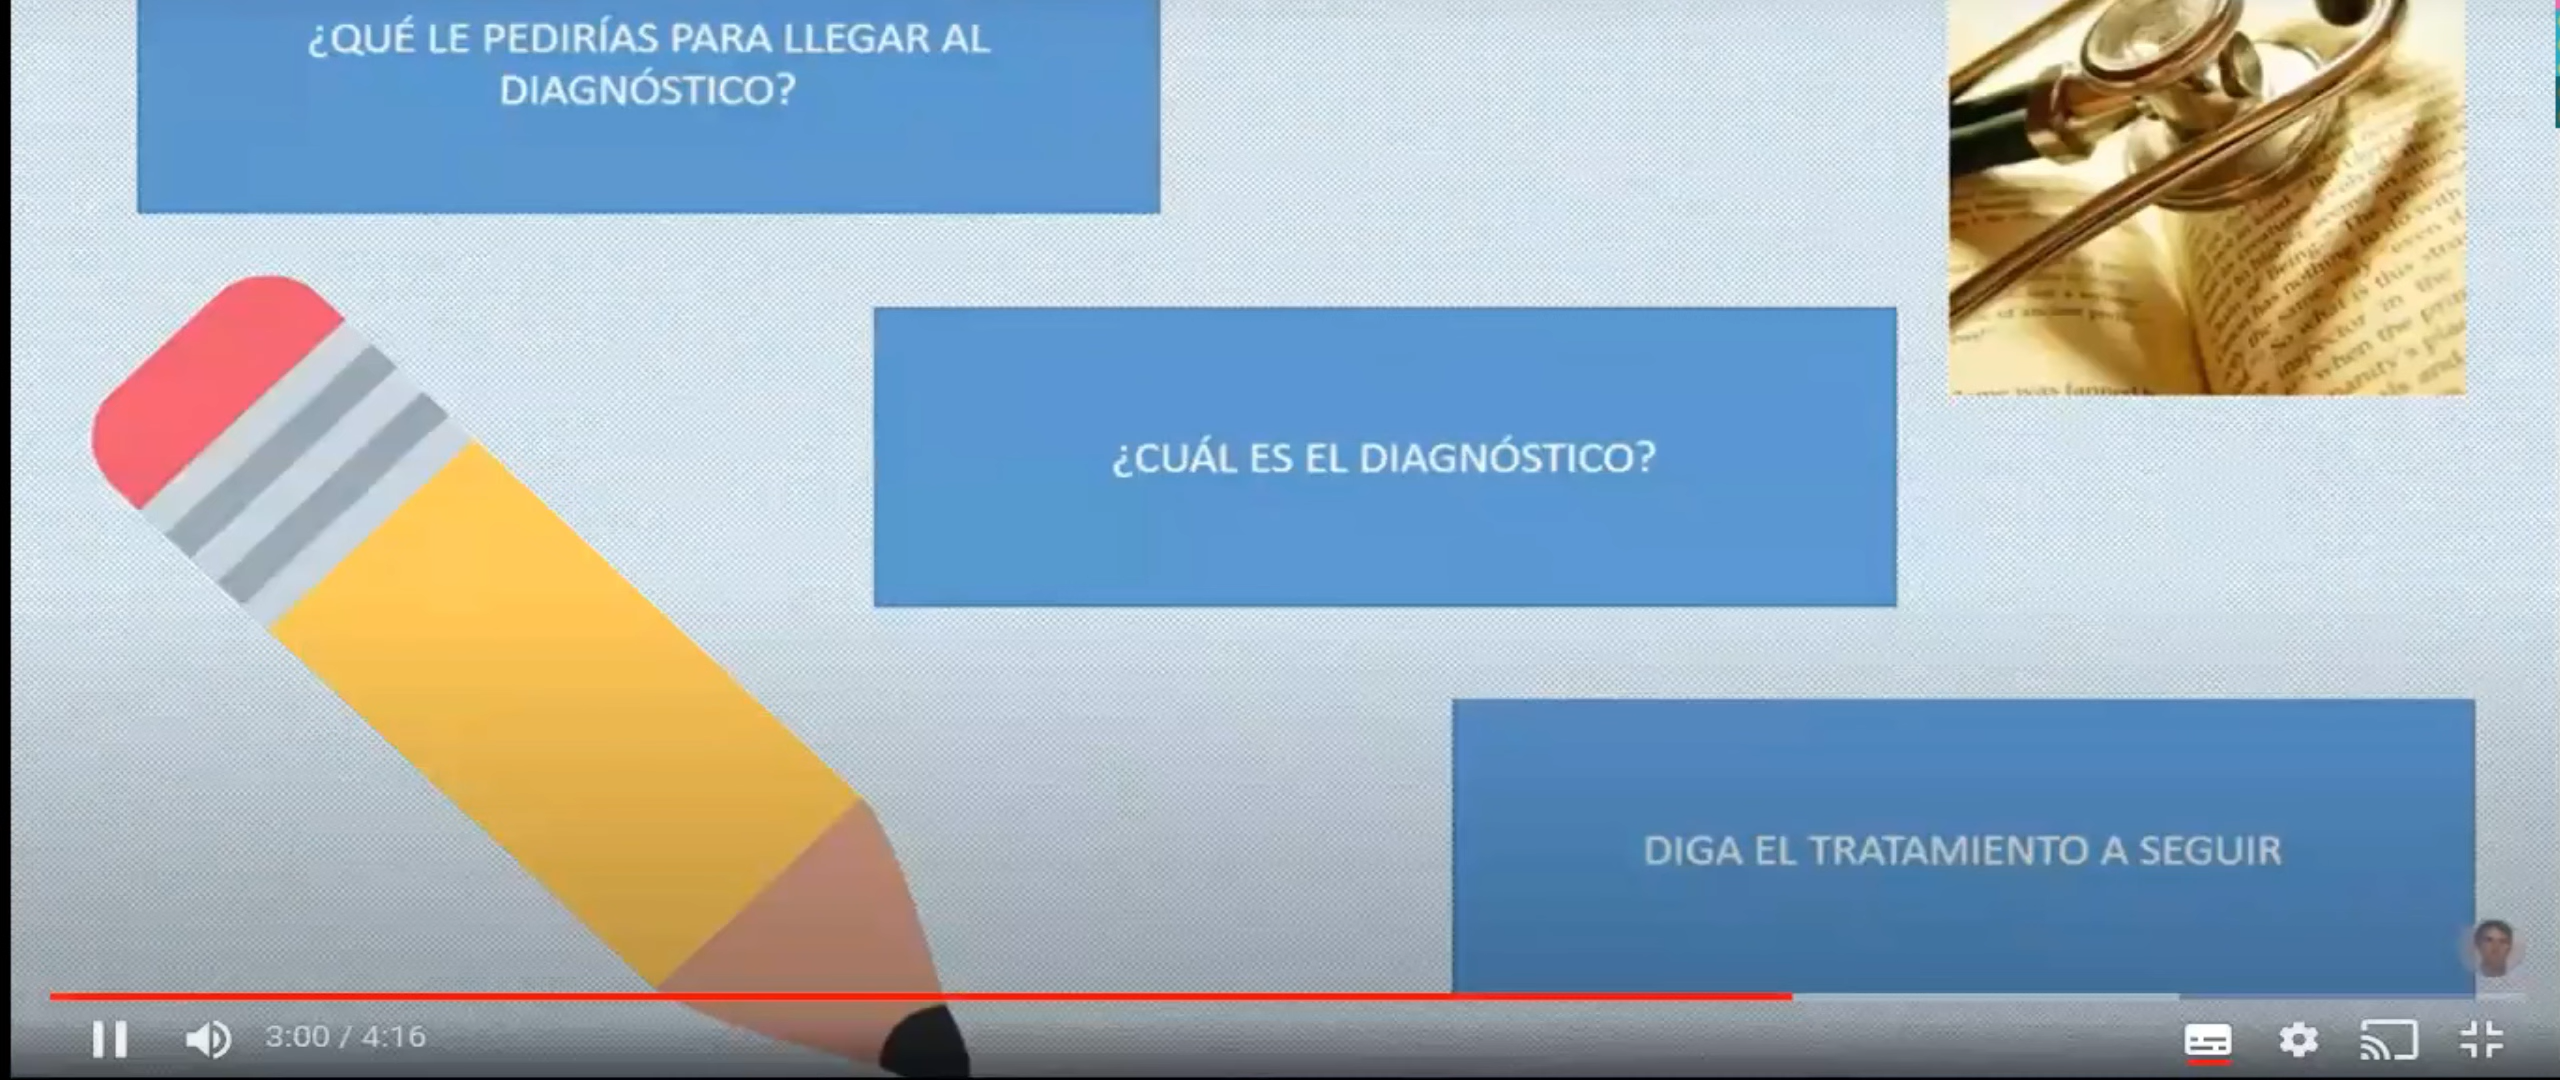 ¿QUÉ LE PEDIRÍAS PARA LLEGAR AL
DIAGNÓSTICO?
¿CUÁL ES EL DIAGNÓSTICO?
DIGA EL TRATAMIENTO A SEGUIR
3:00 / 4:16